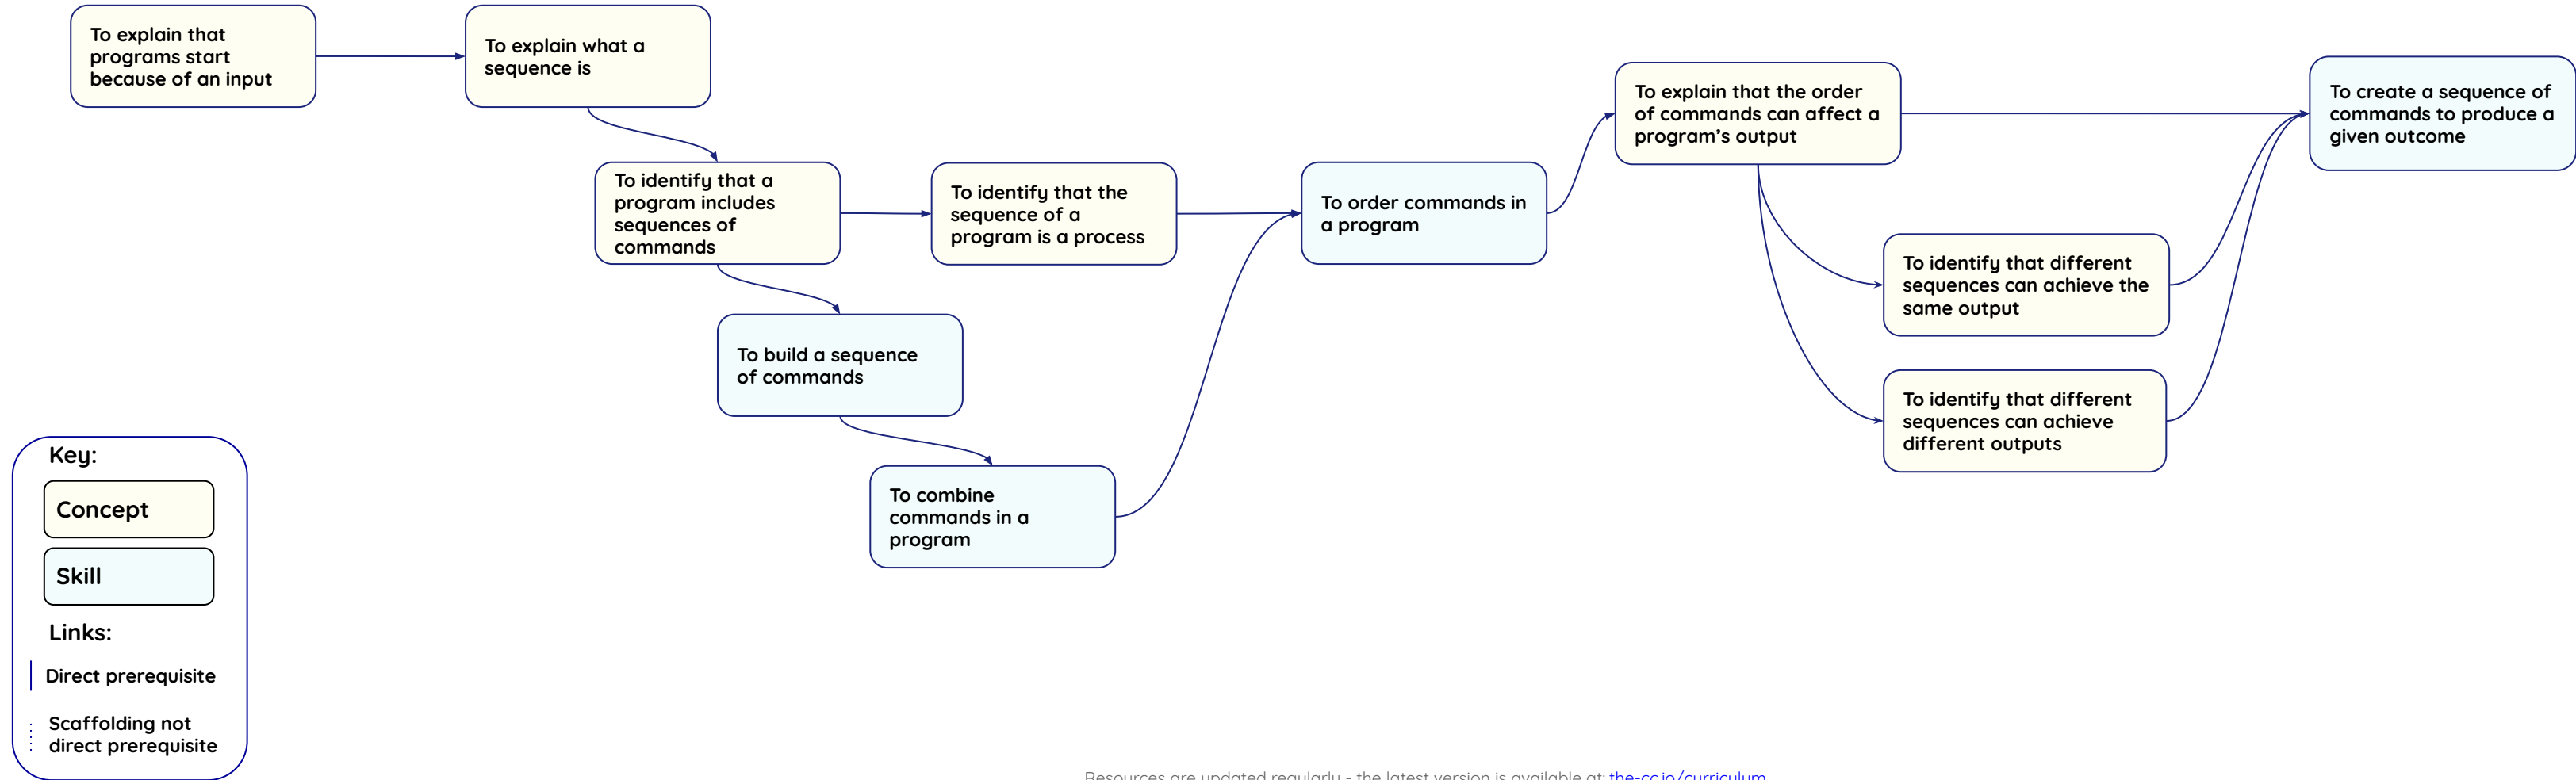 To explain that
programs start
because of an input
To explain what a
sequence is
To identify that a
program includes
sequences of
commands
To identify that the
sequence of a
program is a process
To build a sequence
of commands
To combine
commands in a
program
To order commands in
a program
To explain that the order
of commands can affect a
program’s output
To identify that different
sequences can achieve the
same output
To identify that different
sequences can achieve
different outputs
To create a sequence of
commands to produce a
given outcome
Key:
Concept
Skill
Links:
Direct prerequisite
Scaffolding not
direct prerequisite
Resources are updated regularly - the latest version is available at: the-cc.io/curriculum